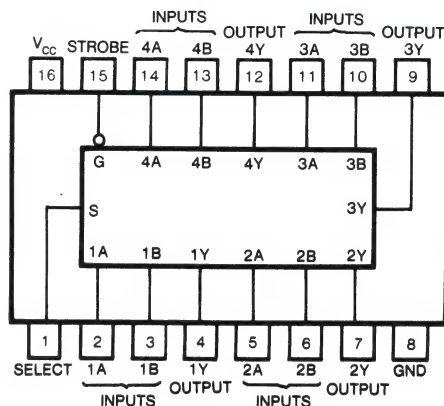 INPUTS INPUTS
OUTPUT OUTPUT
V_CC STROBE 4A 4B 4Y 3A 3B 3Y
16 15 14 13 12 11 10 9
G 4A 4B 4Y 3A 3B
S 3Y
1A 1B 1Y 2A 2B 2Y
1 2 3 4 5 6 7 8
SELECT 1A 1B 1Y 2A 2B 2Y GND
OUTPUT OUTPUT
INPUTS INPUTS